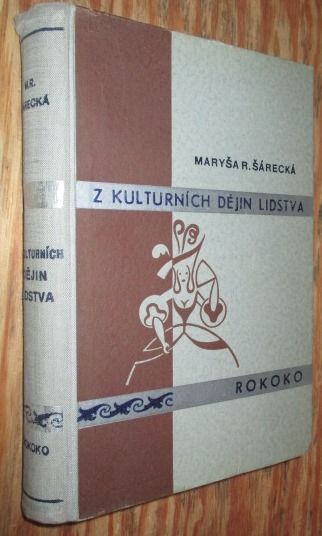 M.R.
ŠÁRECKÁ
KULTURNÍCH
DĚJIN
LIDSTVA
ROKOKO
MARYŠA R. ŠÁRECKÁ
Z KULTURNÍCH DĚJIN LIDSTVA
ROKOKO